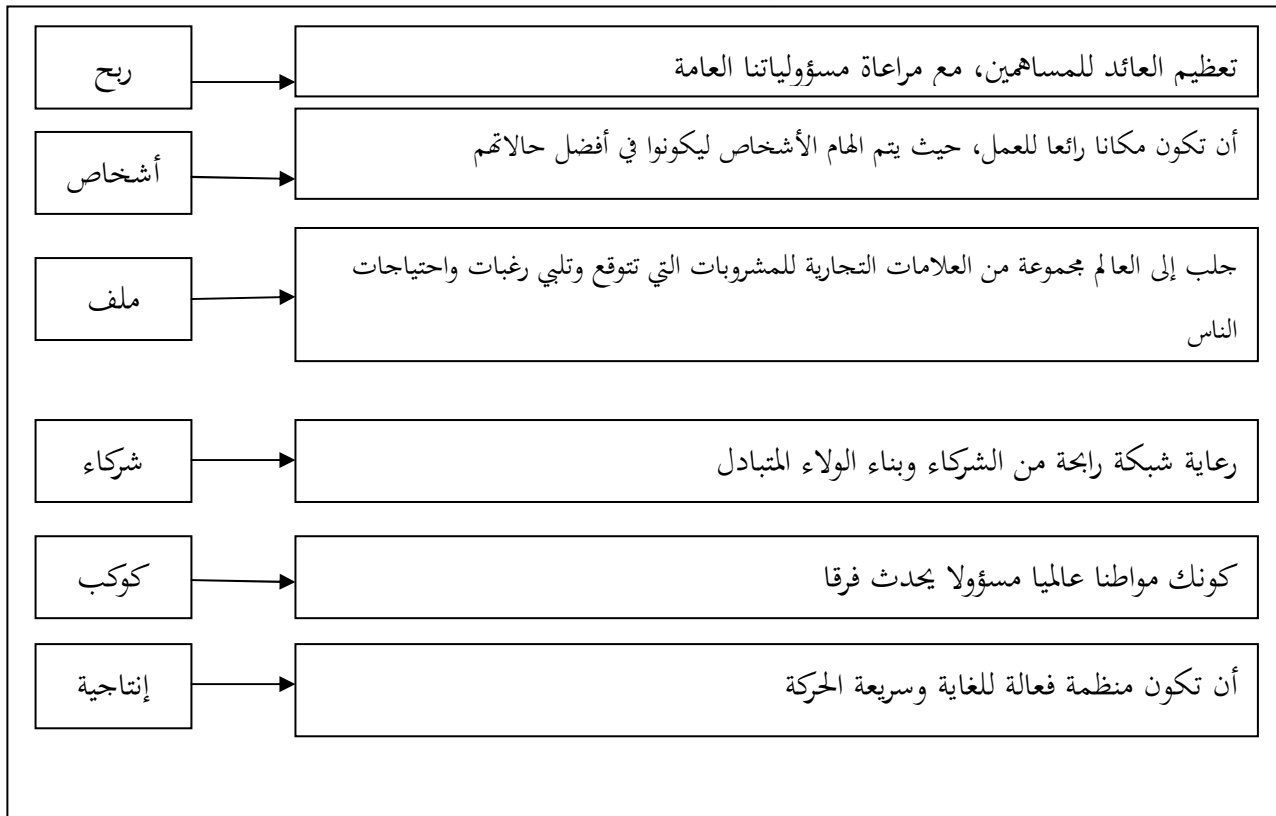 ربح
تعظيم العائد للمساهمين، مع مراعاة مسؤولياتنا العامة
أشخاص
أن تكون مكانا رائعا للعمل، حيث يتم الهام الأشخاص ليكونوا في أفضل حالاتهم
ملف
جلب إلى العالم مجموعة من العلامات التجارية للمشروبات التي تتوقع وتلبي رغبات واحتياجات
الناس
شركاء
رعاية شبكة رابحة من الشركاء وبناء الولاء المتبادل
كوكب
كونك مواطنا عالميا مسؤولا يحدث فرقا
إنتاجية
أن تكون منظمة فعالة للغاية وسريعة الحركة